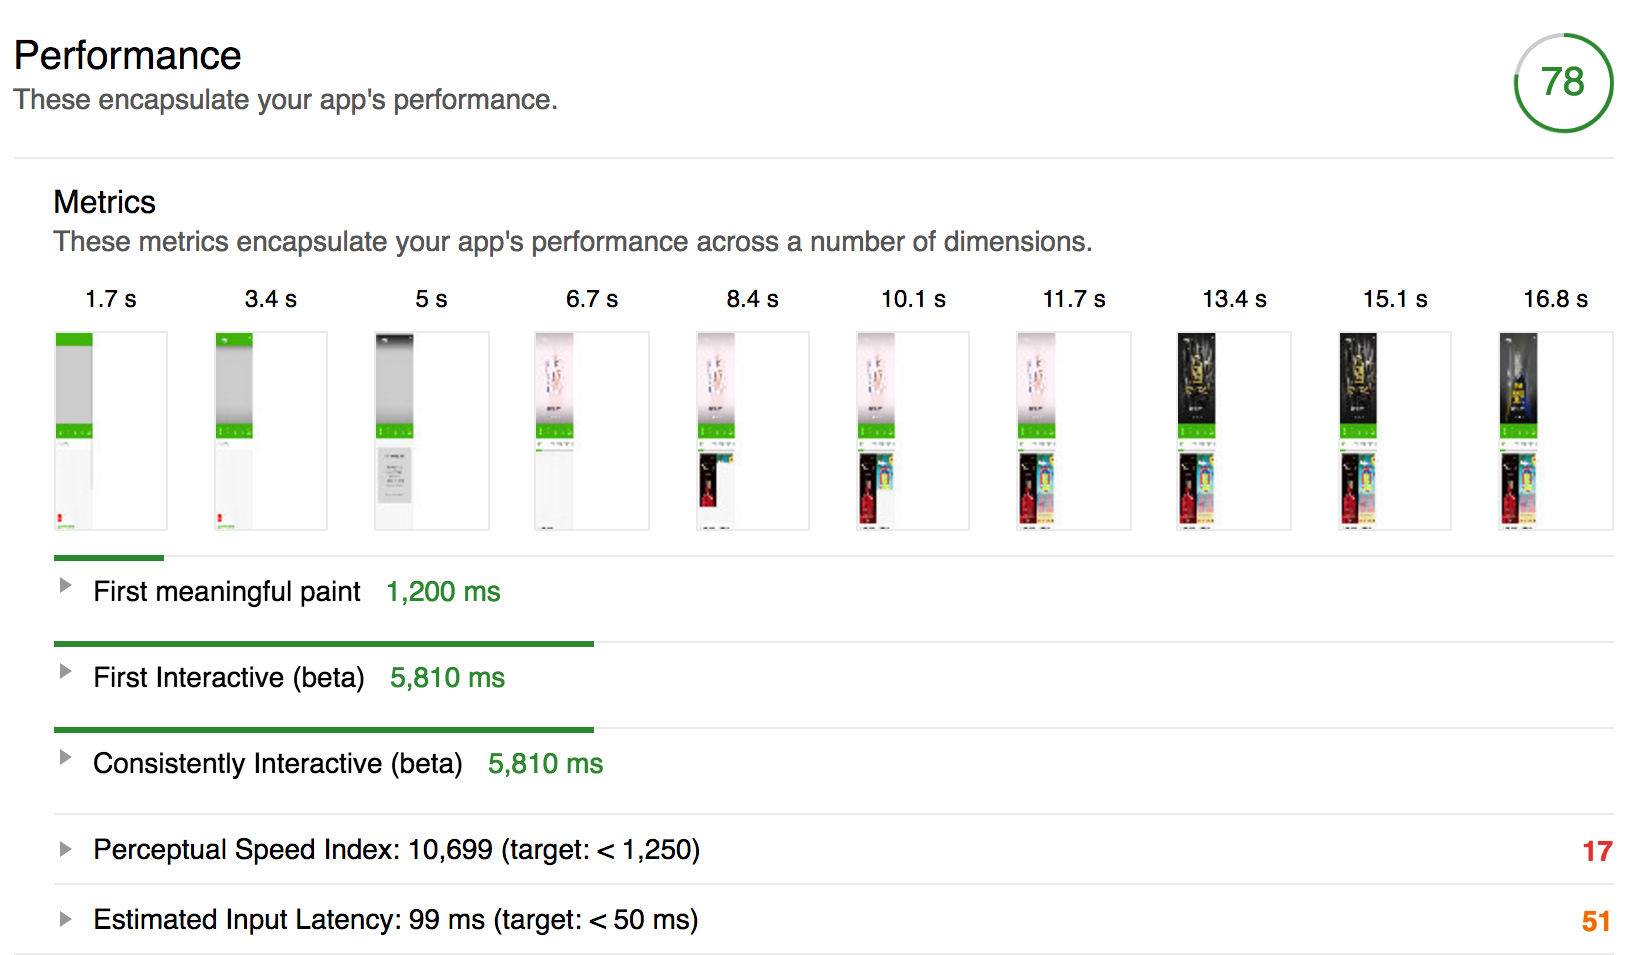 Performance
These encapsulate your app's performance.
78
Metrics
These metrics encapsulate your app's performance across a number of dimensions.
1.7 s 3.4 s 5 s 6.7 s 8.4 s 10.1 s 11.7 s 13.4 s 15.1 s 16.8 s
First meaningful paint 1,200 ms
First Interactive (beta) 5,810 ms
Consistently Interactive (beta) 5,810 ms
Perceptual Speed Index: 10,699 (target: < 1,250) 17
Estimated Input Latency: 99 ms (target: < 50 ms) 51